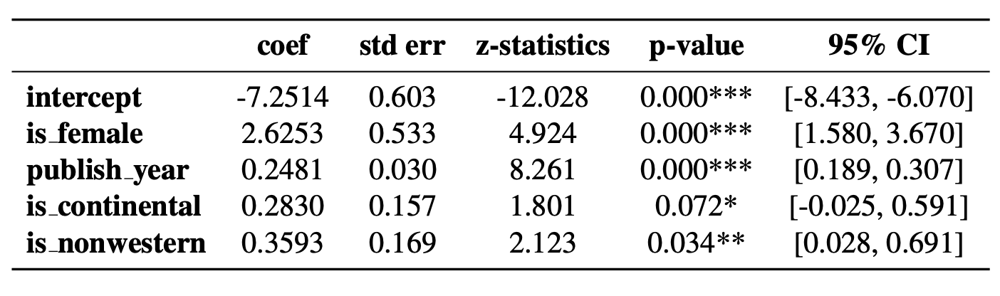 coef std err z-statistics p-value 95% CI
intercept -7.2514 0.603 -12.028 0.000*** [-8.433, -6.070]
is_female 2.6253 0.533 4.924 0.000*** [1.580, 3.670]
publish_year 0.2481 0.030 8.261 0.000*** [0.189, 0.307]
is_continental 0.2830 0.157 1.801 0.072* [-0.025, 0.591]
is_nonwestern 0.3593 0.169 2.123 0.034** [0.028, 0.691]